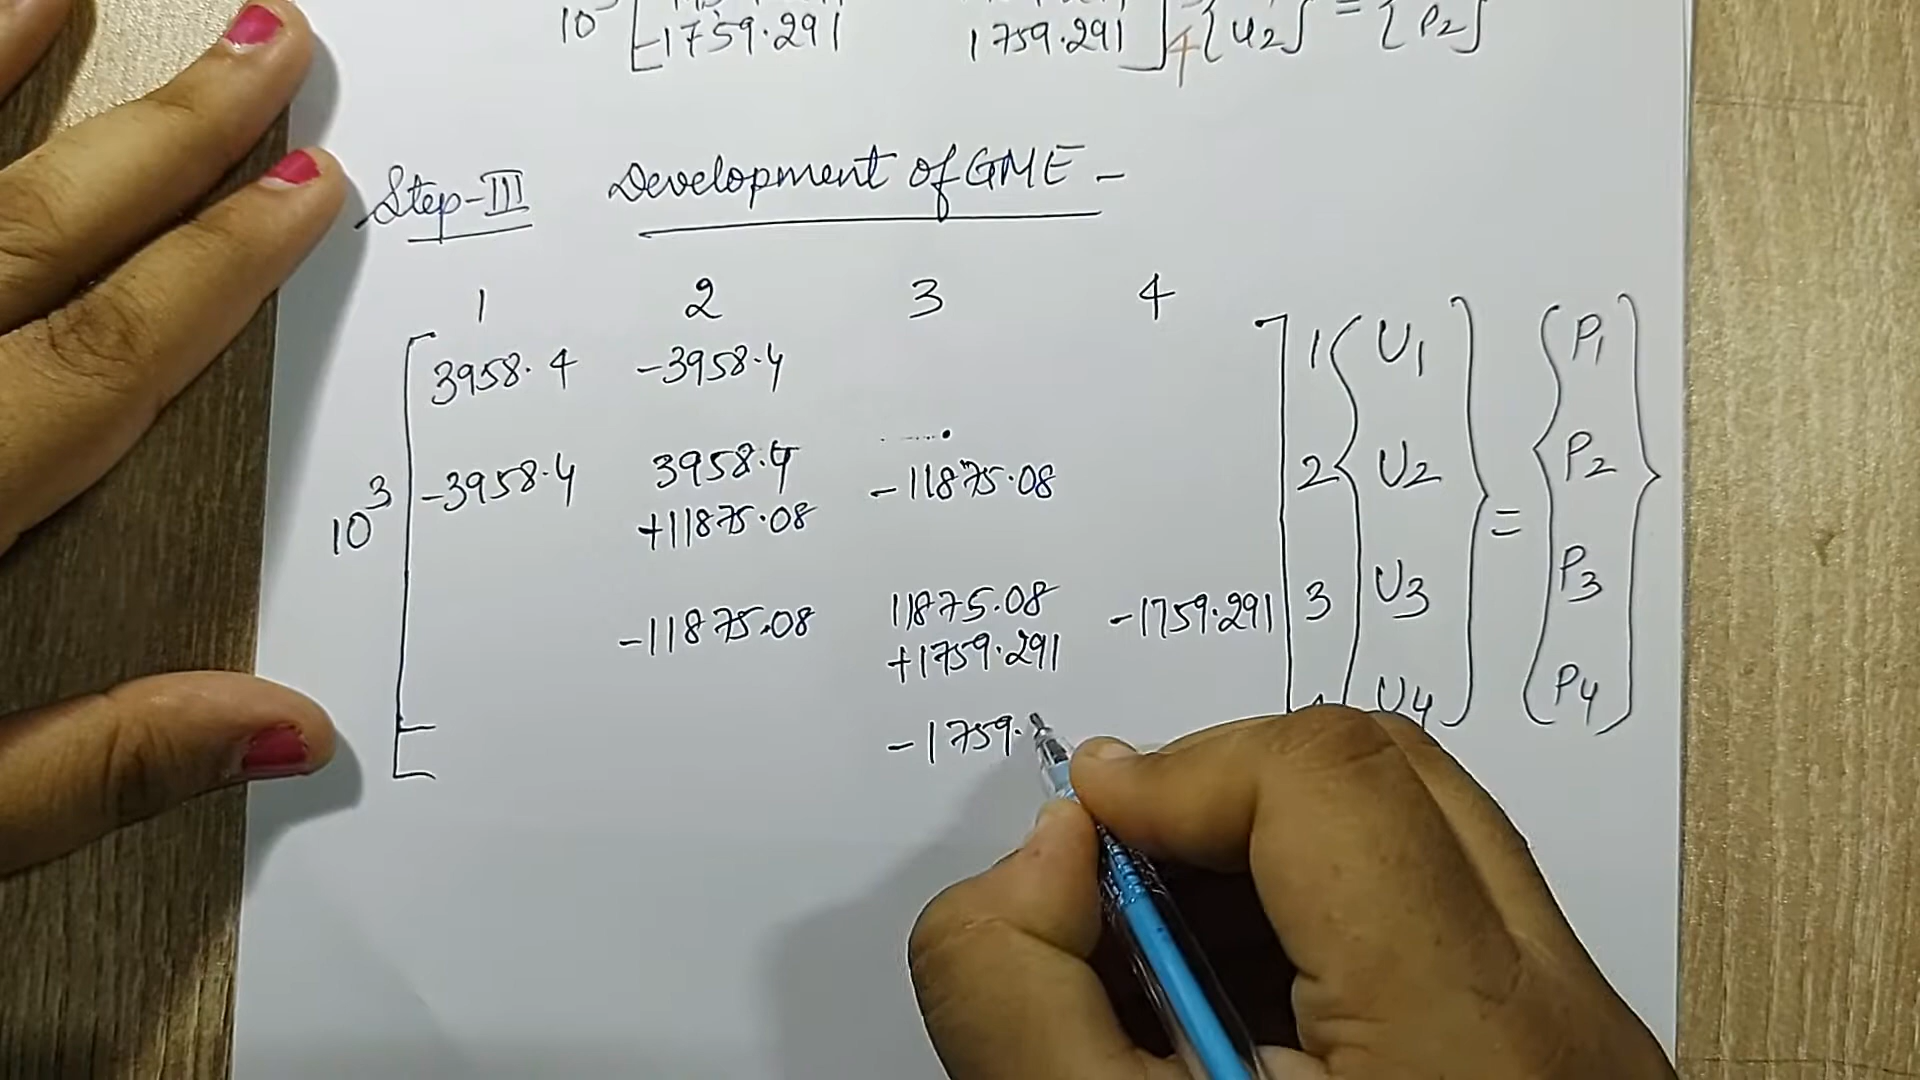 10³ [-1759.291 1759.291] 4 {U2} = {P2}
Step-III Development of GME -
1 2 3 4
3958.4 -3958.4 1 U1 P1
10³ -3958.4 3958.4 +11875.08 -11875.08 2 U2 = P2
-11875.08 11875.08 +1759.291 -1759.291 3 U3 P3
-1759. U4 P4